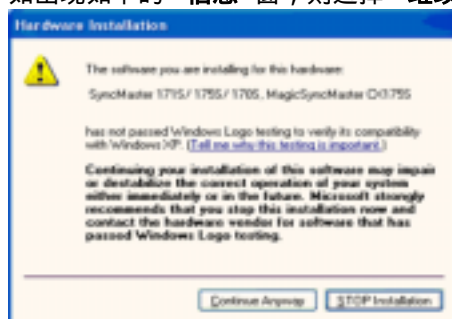 Hardware Installation
The software you are installing for this hardware:
SyncMaster 171S/ 175S/ 170S, MagicSyncMaster CX175S
has not passed Windows Logo testing to verify its compatibility
with Windows XP. (Tell me why this testing is important.)
Continuing your installation of this software may impair
or destabilize the correct operation of your system
either immediately or in the future. Microsoft strongly
recommends that you stop this installation now and
contact the hardware vendor for software that has
passed Windows Logo testing.
Continue Anyway STOP Installation